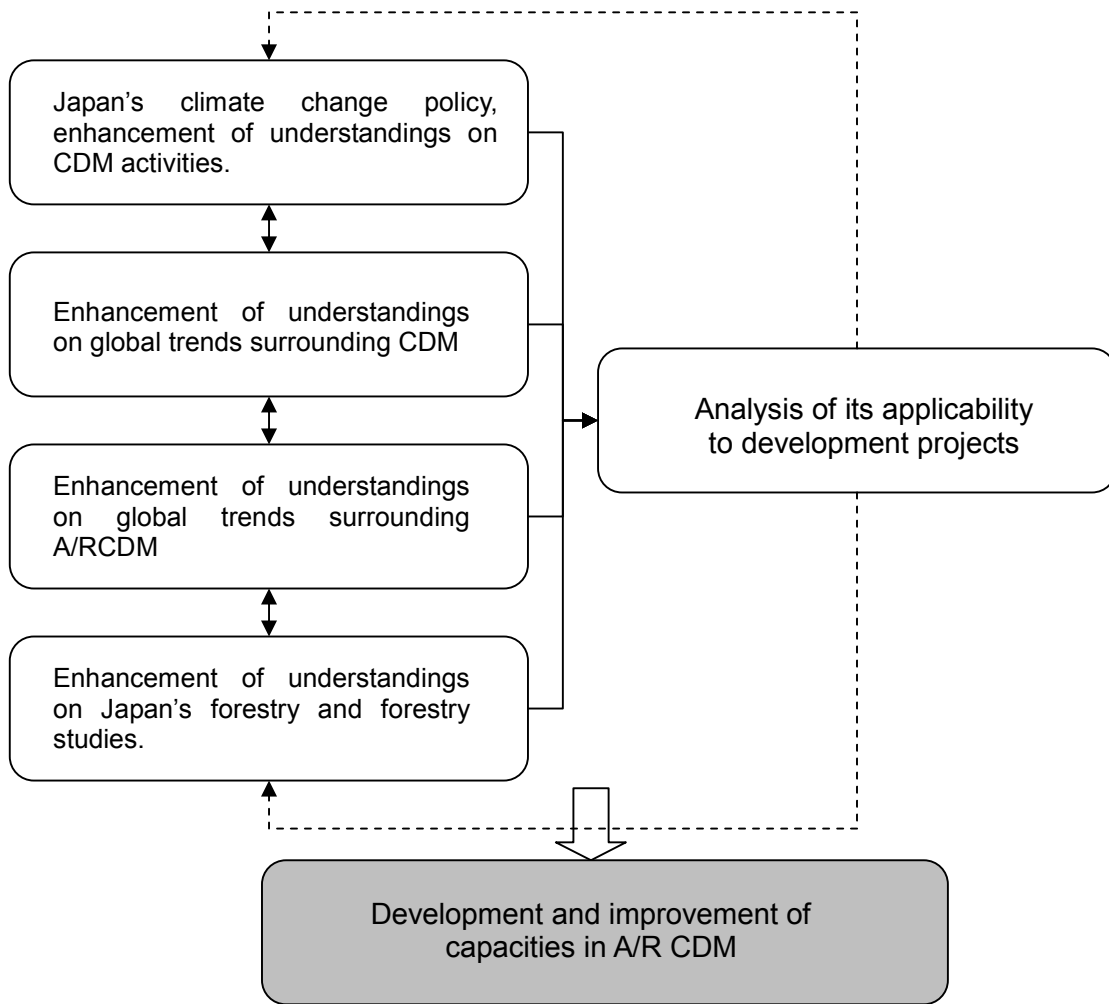 Japan’s climate change policy,
enhancement of understandings on
CDM activities.
Enhancement of understandings
on global trends surrounding CDM
Enhancement of understandings
on global trends surrounding
A/RCDM
Enhancement of understandings
on Japan’s forestry and forestry
studies.
Analysis of its applicability
to development projects
Development and improvement of
capacities in A/R CDM